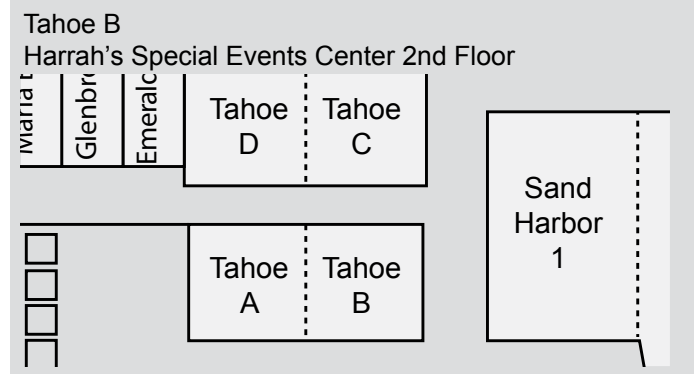 Tahoe B
Harrah’s Special Events Center 2nd Floor
Tahoe
D
Tahoe
C
Sand
Harbor
1
Tahoe
A
Tahoe
B